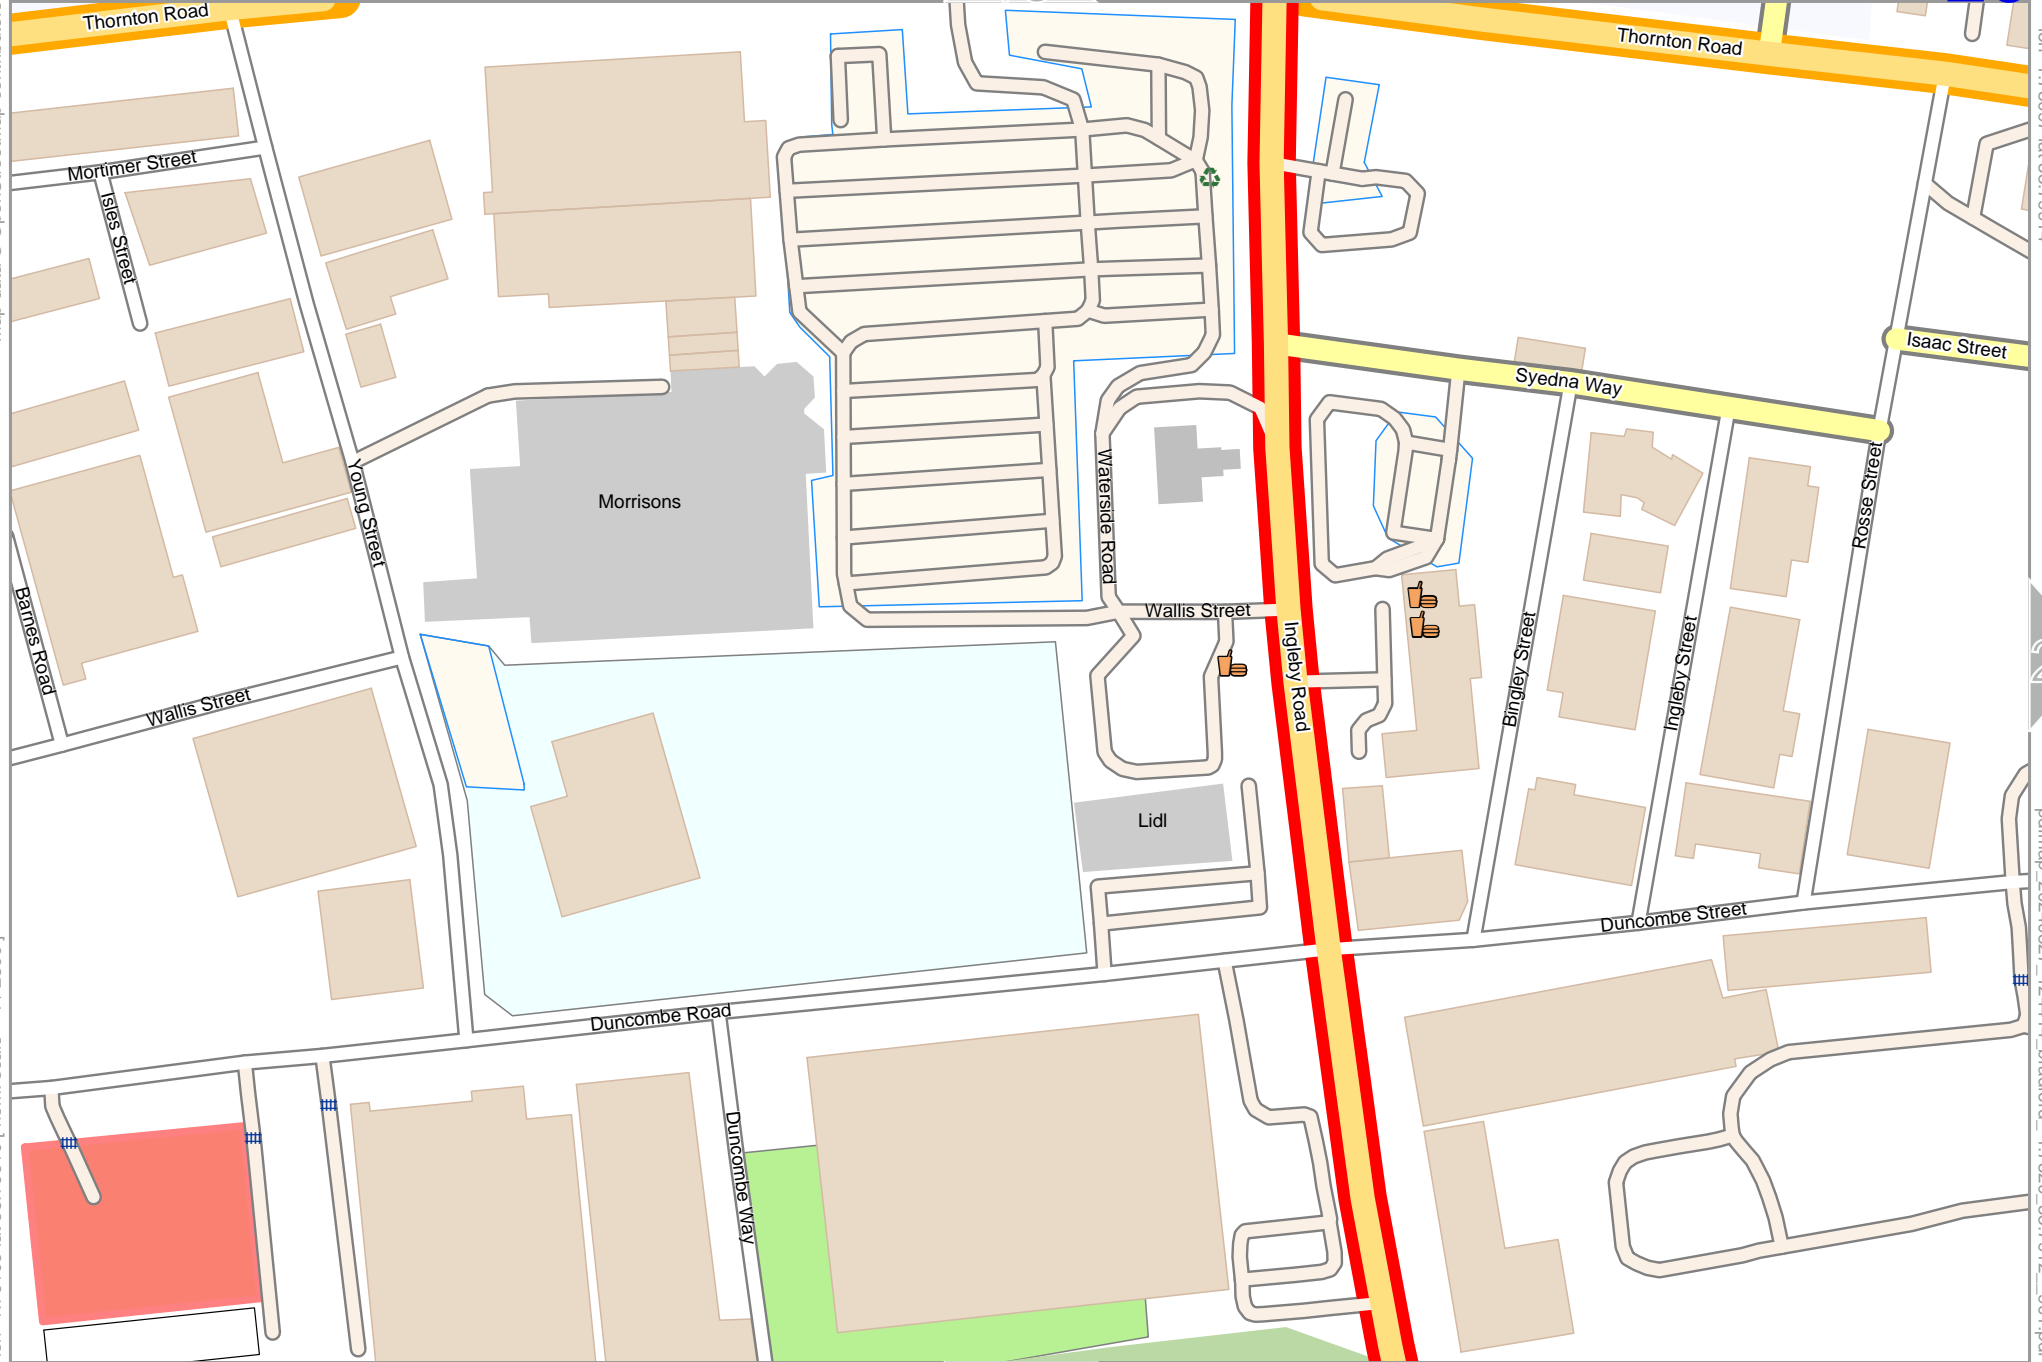 Thornton Road
Thornton Road
Mortimer Street
Isles Street
Isaac Street
Syedna Way
Young Street
Morrisons
Waterside Road
Rosse Street
Barnes Road
Wallis Street
Wallis Street
Ingleby Road
Bingley Street
Ingleby Street
Lidl
Duncombe Street
Duncombe Road
Duncombe Way